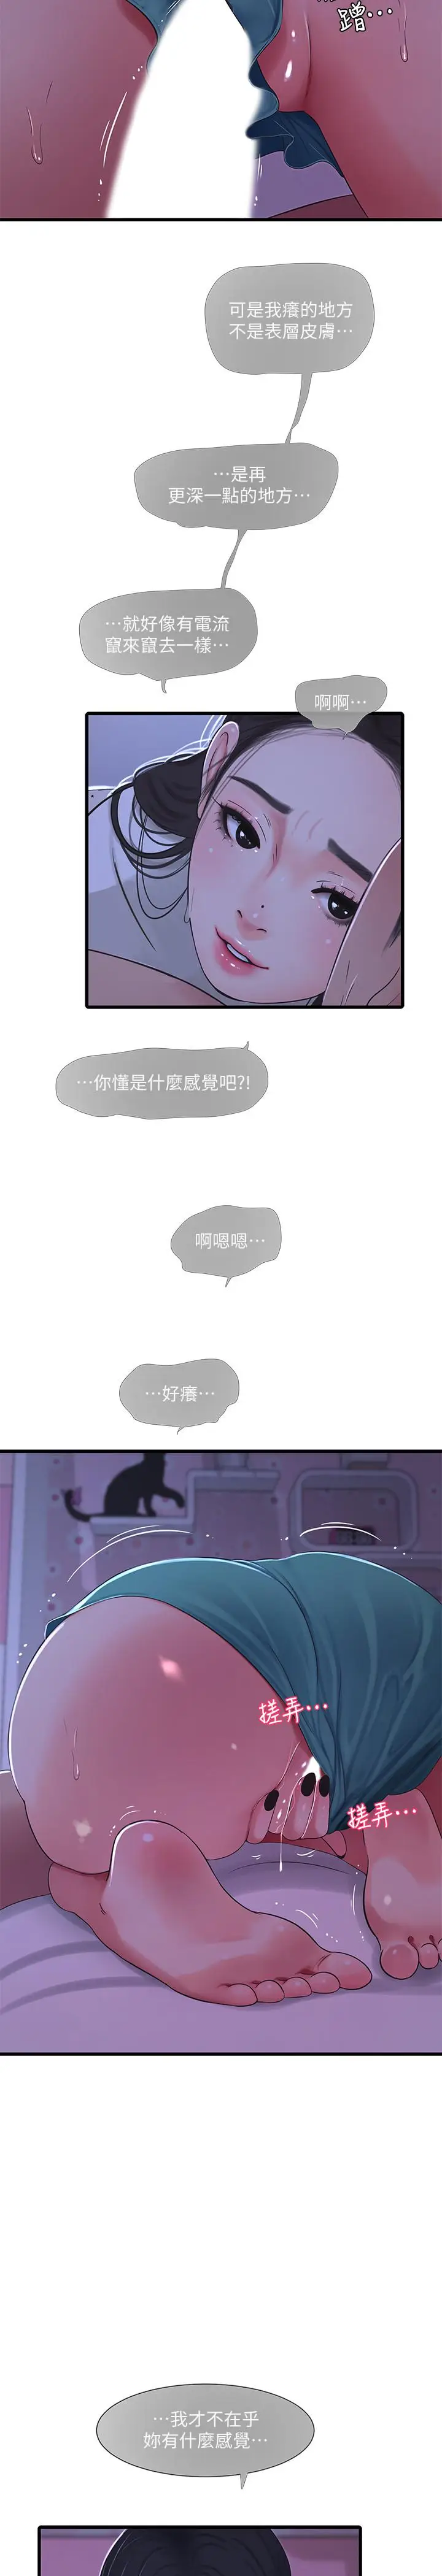 蹭⋯
可是我癢的地方
不是表層皮膚⋯
⋯是再
更深一點的地方⋯
⋯就好像有電流
竄來竄去一樣⋯
啊啊⋯
⋯你懂是什麼感覺吧?!
啊嗯嗯⋯
⋯好癢⋯
搓弄⋯
搓弄⋯
⋯我才不在乎
妳有什麼感覺⋯